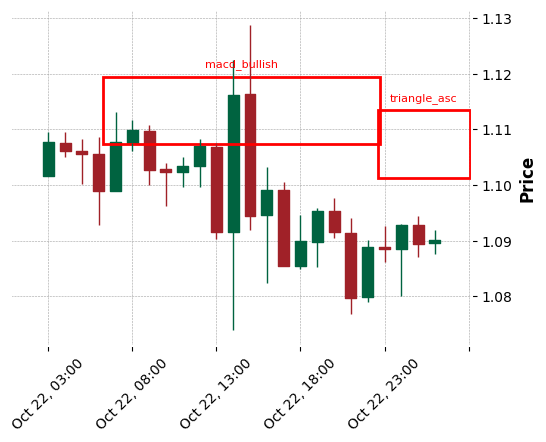 1.13
macd_bullish
1.12
triangle_asc
1.11
1.10
1.09
1.08
Price
Oct 22, 03:00
Oct 22, 08:00
Oct 22, 13:00
Oct 22, 18:00
Oct 22, 23:00